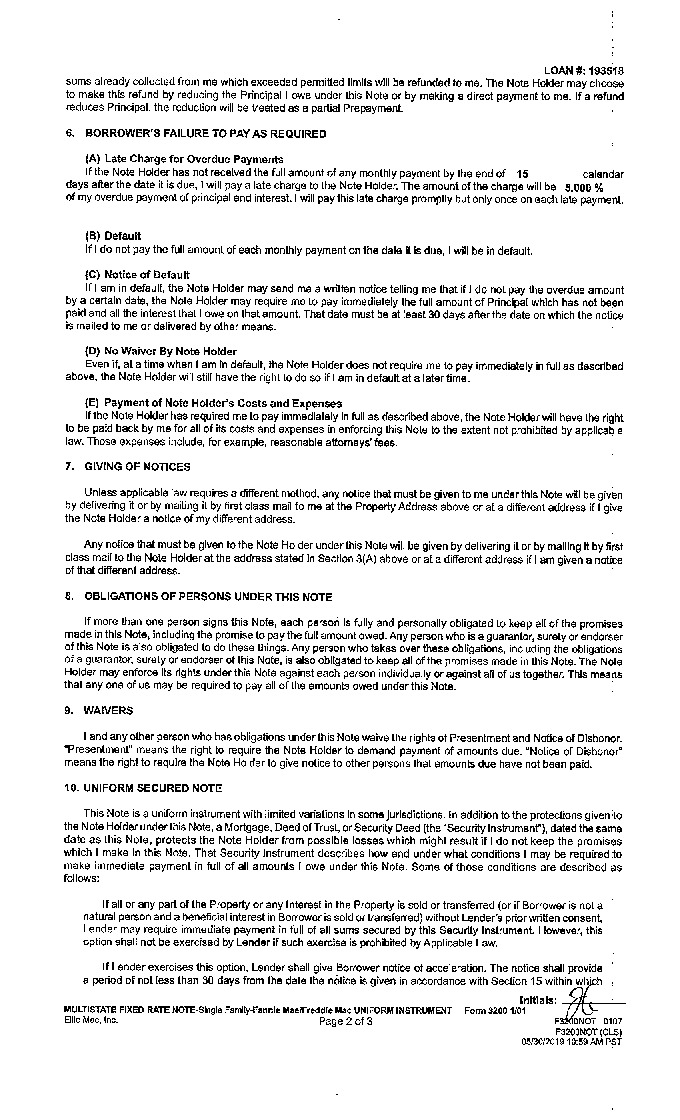 LOAN #: 193518
sums already collected from me which exceeded permitted limits will be refunded to me. The Note Holder may choose
to make this refund by reducing the Principal I owe under this Note or by making a direct payment to me. If a refund
reduces Principal, the reduction will be treated as a partial Prepayment.
6. BORROWER'S FAILURE TO PAY AS REQUIRED
(A) Late Charge for Overdue Payments
If the Note Holder has not received the full amount of any monthly payment by the end of 15 calendar
days after the date it is due, I will pay a late charge to the Note Holder. The amount of the charge will be 5.000 %
of my overdue payment of principal and interest. I will pay this late charge promptly but only once on each late payment.
(B) Default
If I do not pay the full amount of each monthly payment on the date it is due, I will be in default.
(C) Notice of Default
If I am in default, the Note Holder may send me a written notice telling me that if I do not pay the overdue amount
by a certain date, the Note Holder may require me to pay immediately the full amount of Principal which has not been
paid and all the interest that I owe on that amount. That date must be at least 30 days after the date on which the notice
is mailed to me or delivered by other means.
(D) No Waiver By Note Holder
Even if, at a time when I am in default, the Note Holder does not require me to pay immediately in full as described
above, the Note Holder will still have the right to do so if I am in default at a later time.
(E) Payment of Note Holder's Costs and Expenses
If the Note Holder has required me to pay immediately in full as described above, the Note Holder will have the right
to be paid back by me for all of its costs and expenses in enforcing this Note to the extent not prohibited by applicable
law. Those expenses include, for example, reasonable attorneys' fees.
7. GIVING OF NOTICES
Unless applicable law requires a different method, any notice that must be given to me under this Note will be given
by delivering it or by mailing it by first class mail to me at the Property Address above or at a different address if I give
the Note Holder a notice of my different address.
Any notice that must be given to the Note Holder under this Note will be given by delivering it or by mailing it by first
class mail to the Note Holder at the address stated in Section 3(A) above or at a different address if I am given a notice
of that different address.
8. OBLIGATIONS OF PERSONS UNDER THIS NOTE
If more than one person signs this Note, each person is fully and personally obligated to keep all of the promises
made in this Note, including the promise to pay the full amount owed. Any person who is a guarantor, surety or endorser
of this Note is also obligated to do these things. Any person who takes over these obligations, including the obligations
of a guarantor, surety or endorser of this Note, is also obligated to keep all of the promises made in this Note. The Note
Holder may enforce its rights under this Note against each person individually or against all of us together. This means
that any one of us may be required to pay all of the amounts owed under this Note.
9. WAIVERS
I and any other person who has obligations under this Note waive the rights of Presentment and Notice of Dishonor.
"Presentment" means the right to require the Note Holder to demand payment of amounts due. "Notice of Dishonor"
means the right to require the Note Holder to give notice to other persons that amounts due have not been paid.
10. UNIFORM SECURED NOTE
This Note is a uniform instrument with limited variations in some jurisdictions. In addition to the protections given to
the Note Holder under this Note, a Mortgage, Deed of Trust, or Security Deed (the "Security Instrument"), dated the same
date as this Note, protects the Note Holder from possible losses which might result if I do not keep the promises
which I make in this Note. That Security Instrument describes how and under what conditions I may be required to
make immediate payment in full of all amounts I owe under this Note. Some of those conditions are described as
follows:
If all or any part of the Property or any Interest in the Property is sold or transferred (or if Borrower is not a
natural person and a beneficial interest in Borrower is sold or transferred) without Lender's prior written consent,
Lender may require immediate payment in full of all sums secured by this Security Instrument. However, this
option shall not be exercised by Lender if such exercise is prohibited by Applicable Law.
If Lender exercises this option, Lender shall give Borrower notice of acceleration. The notice shall provide
a period of not less than 30 days from the date the notice is given in accordance with Section 15 within which
Initials:
MULTISTATE FIXED RATE NOTE-Single Family-Fannie Mae/Freddie Mac UNIFORM INSTRUMENT Form 3200 1/01
Ellie Mae, Inc. Page 2 of 3 F3200NOT 0107
F3200NOT (CLS)
05/30/2019 10:59 AM PST